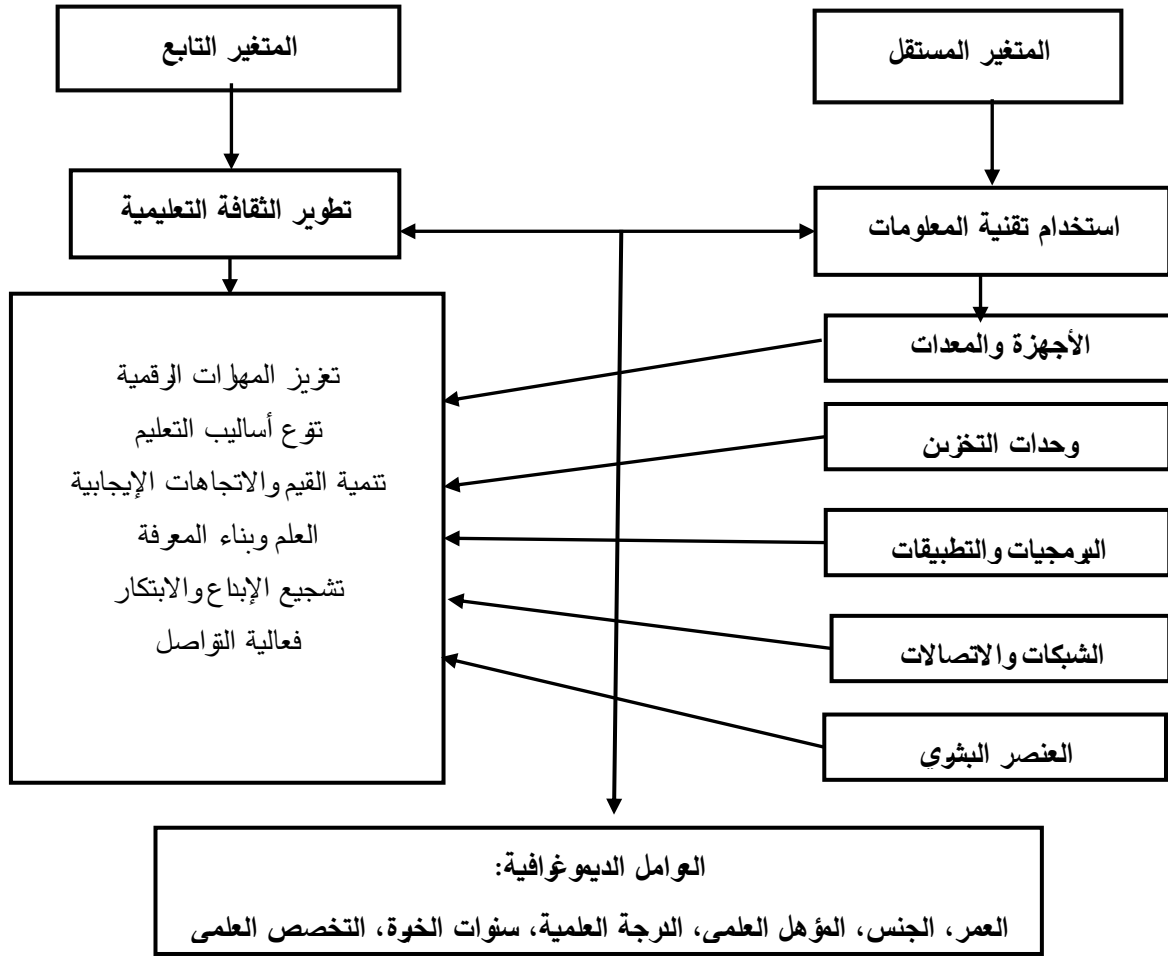 المتغير المستقل
المتغير التابع
استخدام تقنية المعلومات
تطوير الثقافة التعليمية
الأجهزة والمعدات
وحدات التخزين
البرمجيات والتطبيقات
الشبكات والاتصالات
العنصر البشري
تعزيز المهارات الرقمية
تنوع أساليب التعليم
تنمية القيم والاتجاهات الإيجابية
العلم وبناء المعرفة
تشجيع الإبداع والابتكار
فعالية التواصل
العوامل الديموغرافية:
العمر، الجنس، المؤهل العلمى، الدرجة العلمية، سنوات الخبرة، التخصص العلمى